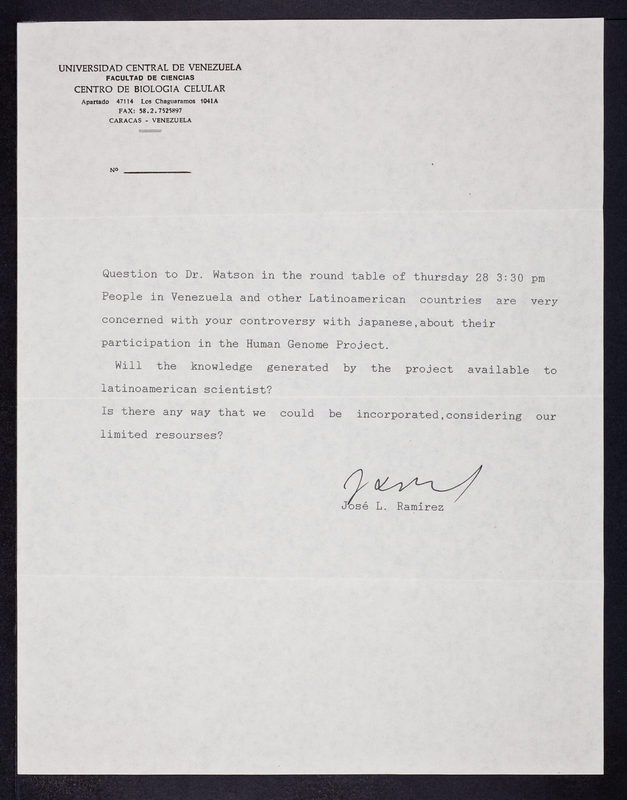 UNIVERSIDAD CENTRAL DE VENEZUELA
FACULTAD DE CIENCIAS
CENTRO DE BIOLOGIA CELULAR
Apartado 47114 Los Chaguaramos 1041A
FAX: 58.2.7525897
CARACAS - VENEZUELA
Nº
Question to Dr. Watson in the round table of thursday 28 3:30 pm
People in Venezuela and other Latinoamerican countries are very
concerned with your controversy with japanese,about their
participation in the Human Genome Project.
Will the knowledge generated by the project available to
latinoamerican scientist?
Is there any way that we could be incorporated,considering our
limited resourses?
José L. Ramírez